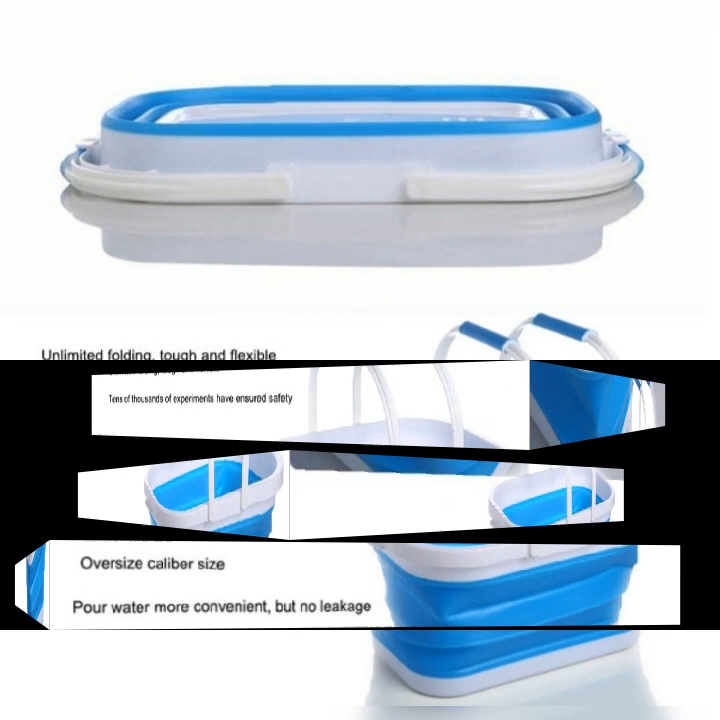 Unlimited folding, tough and flexible
Tens of thousands of experiments have ensured safety
Oversize caliber size
Pour water more convenient, but no leakage